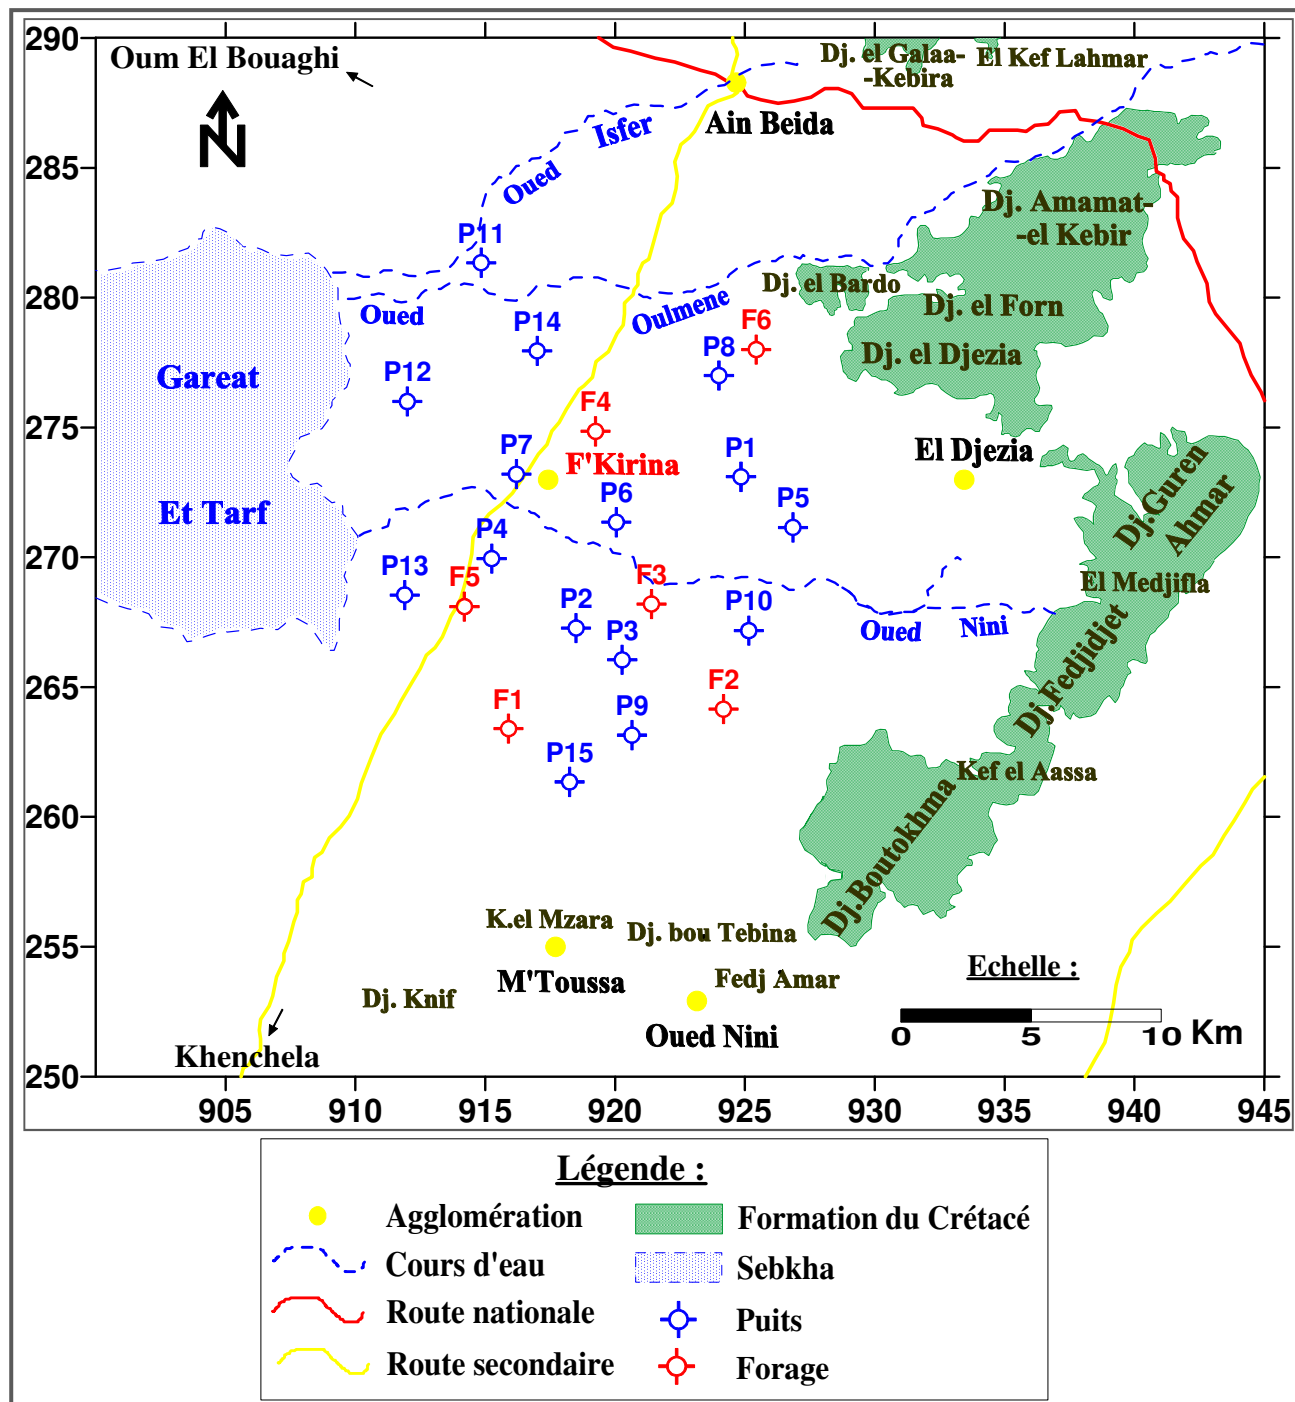 290
Oum El Bouaghi
Dj. el Galaa-
-Kebira
El Kef Lahmar
N
Ain Beida
Oued Isfer
285
Dj. Amamat-
-el Kebir
P11
280
Dj. el Bardo
Oued Oulmene
Dj. el Forn
P14
F6
P8
Dj. el Djezia
Gareat
P12
F4
275
P7
F'Kirina
P1
El Djezia
Dj.Guren
Ahmar
P6
P5
Et Tarf
P4
270
P13
F5
F3
El Medjifla
P2
P10
P3
Oued Nini
Dj.Fedjidjet
265
F1
F2
P9
P15
Kef el Aassa
260
Dj.Boutokhma
K.el Mzara
Dj. bou Tebina
255
M'Toussa
Fedj Amar
Echelle :
Dj. Knif
Oued Nini
0 5 10 Km
Khenchela
250
905 910 915 920 925 930 935 940 945
Légende :
Agglomération
Formation du Crétacé
Cours d'eau
Sebkha
Route nationale
Puits
Route secondaire
Forage